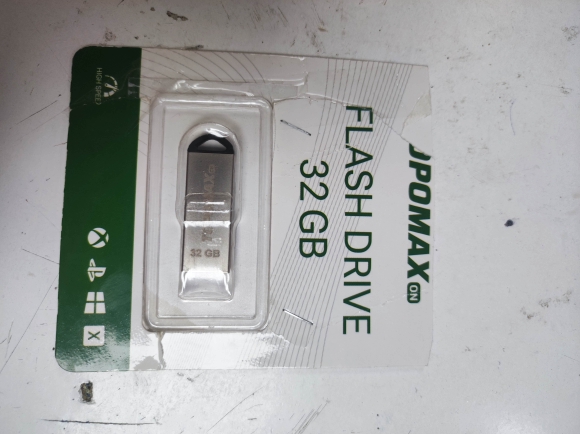 OPOMAX
ON
FLASH DRIVE
32 GB
32 GB
HIGH SPEED
X